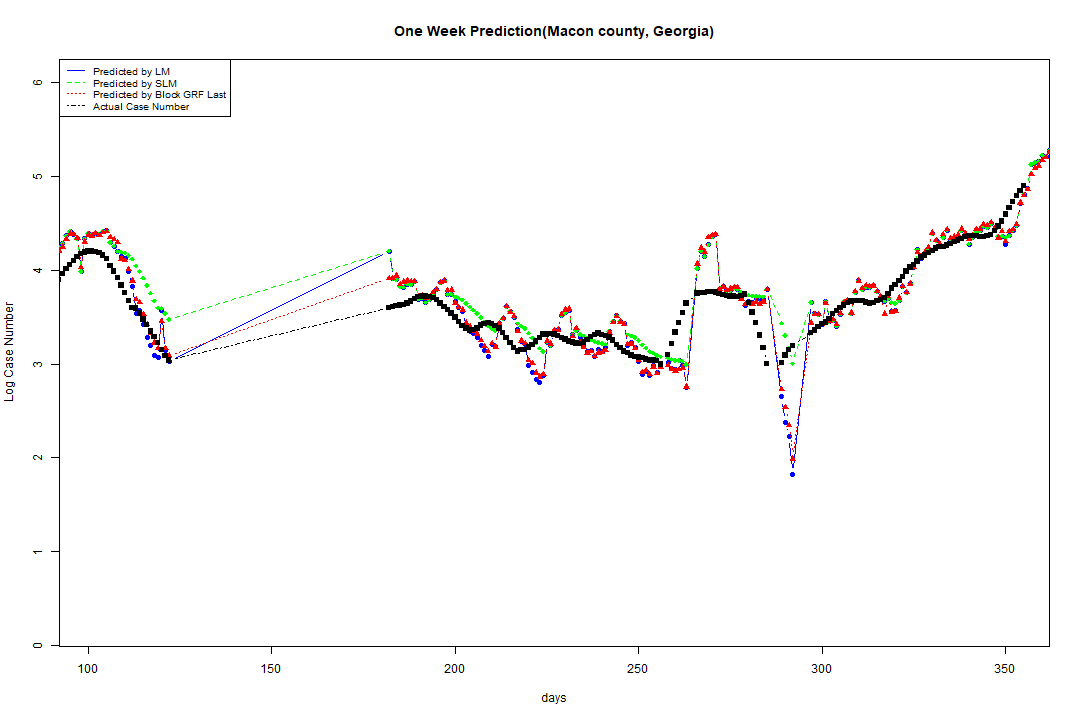 One Week Prediction(Macon county, Georgia)
Predicted by LM
Predicted by SLM
Predicted by Block GRF Last
Actual Case Number
6
5
4
3
2
1
0
Log Case Number
100
150
200
250
300
350
days